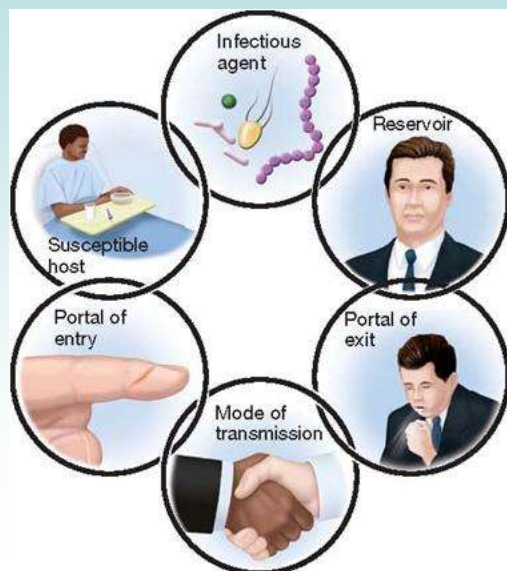 Infectious
agent
Reservoir
Portal of
exit
Mode of
transmission
Portal of
entry
Susceptible
host